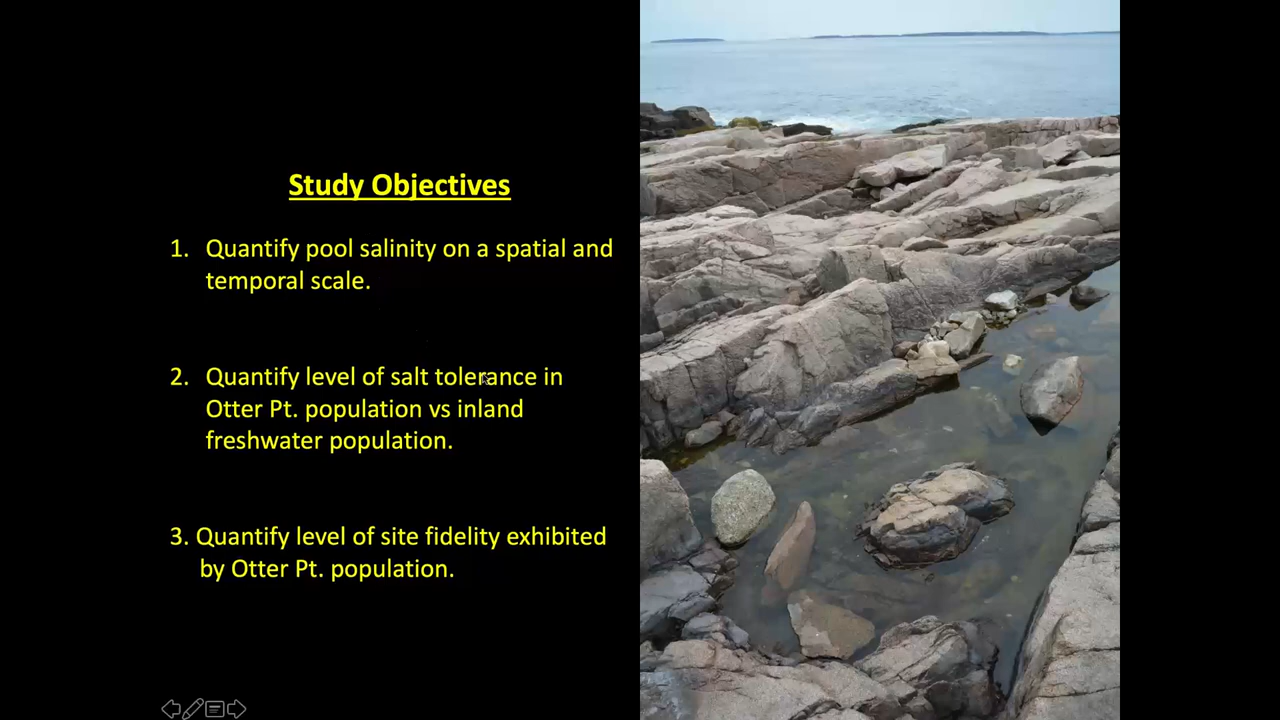 Study Objectives
1. Quantify pool salinity on a spatial and
temporal scale.
2. Quantify level of salt tolerance in
Otter Pt. population vs inland
freshwater population.
3. Quantify level of site fidelity exhibited
by Otter Pt. population.